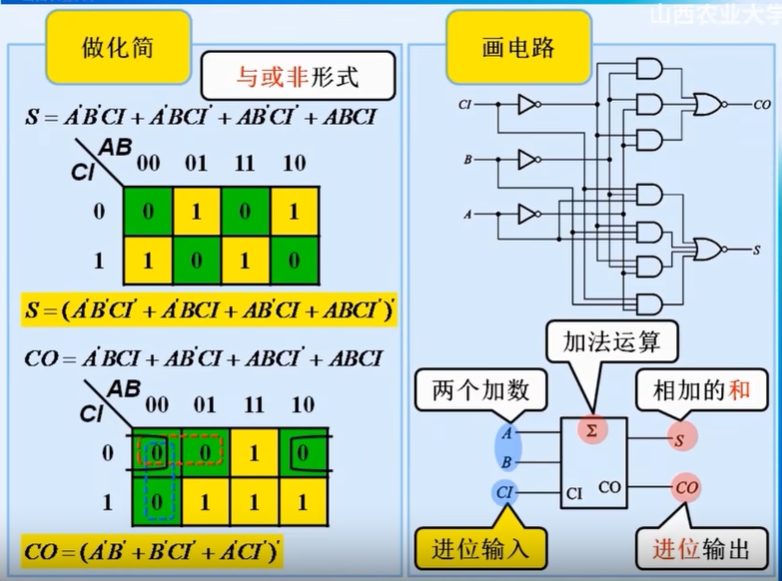 山西农业大学
做化简
与或非形式
S = A'B'CI + A'BCI' + AB'CI' + ABCI
AB
CI
00 01 11 10
0 0 1 0 1
1 1 0 1 0
S = (A'B'CI' + A'BCI + AB'CI + ABCI')'
CO = A'BCI + AB'CI + ABCI' + ABCI
AB
CI
00 01 11 10
0 0 0 1 0
1 0 1 1 1
CO = (A'B' + B'CI' + A'CI')'
画电路
CI
CO
B
A
S
加法运算
两个加数
相加的和
A
Σ
S
B
CI CI CO CO
进位输入
进位输出